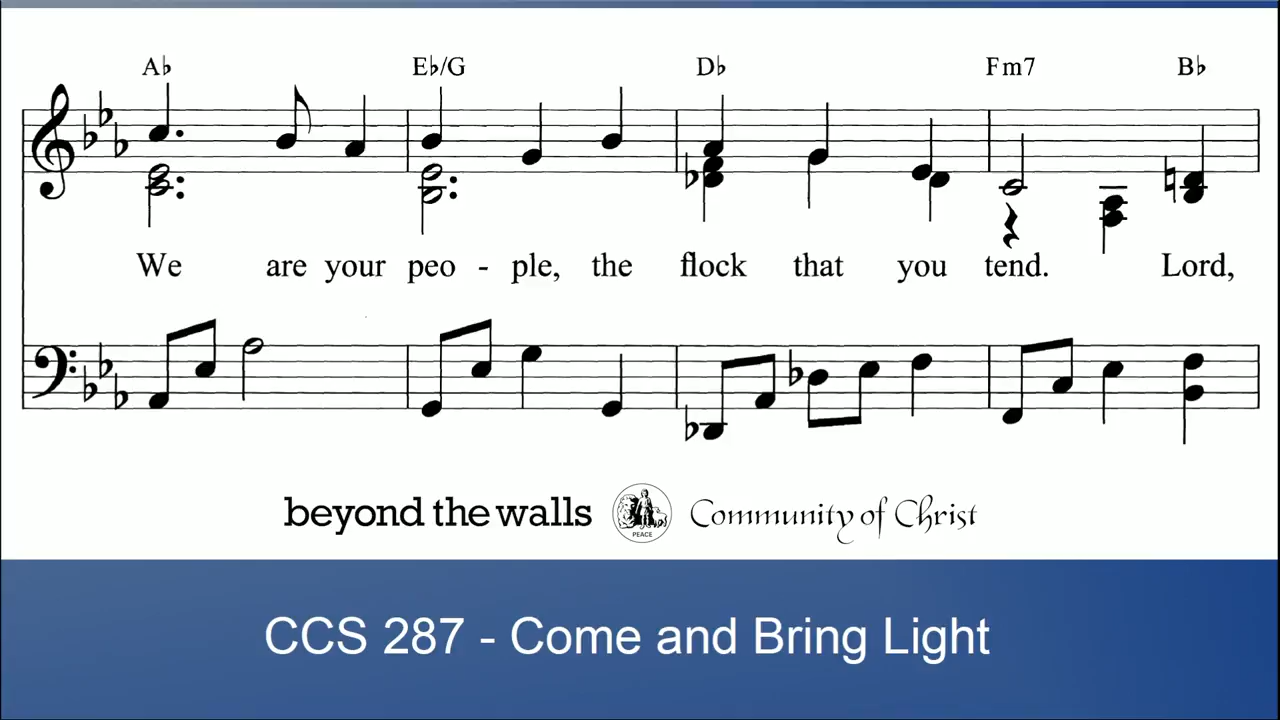 A♭ E♭/G D♭ Fm7 B♭
We are your peo - ple, the flock that you tend. Lord,
beyond the walls PEACE Community of Christ
CCS 287 - Come and Bring Light